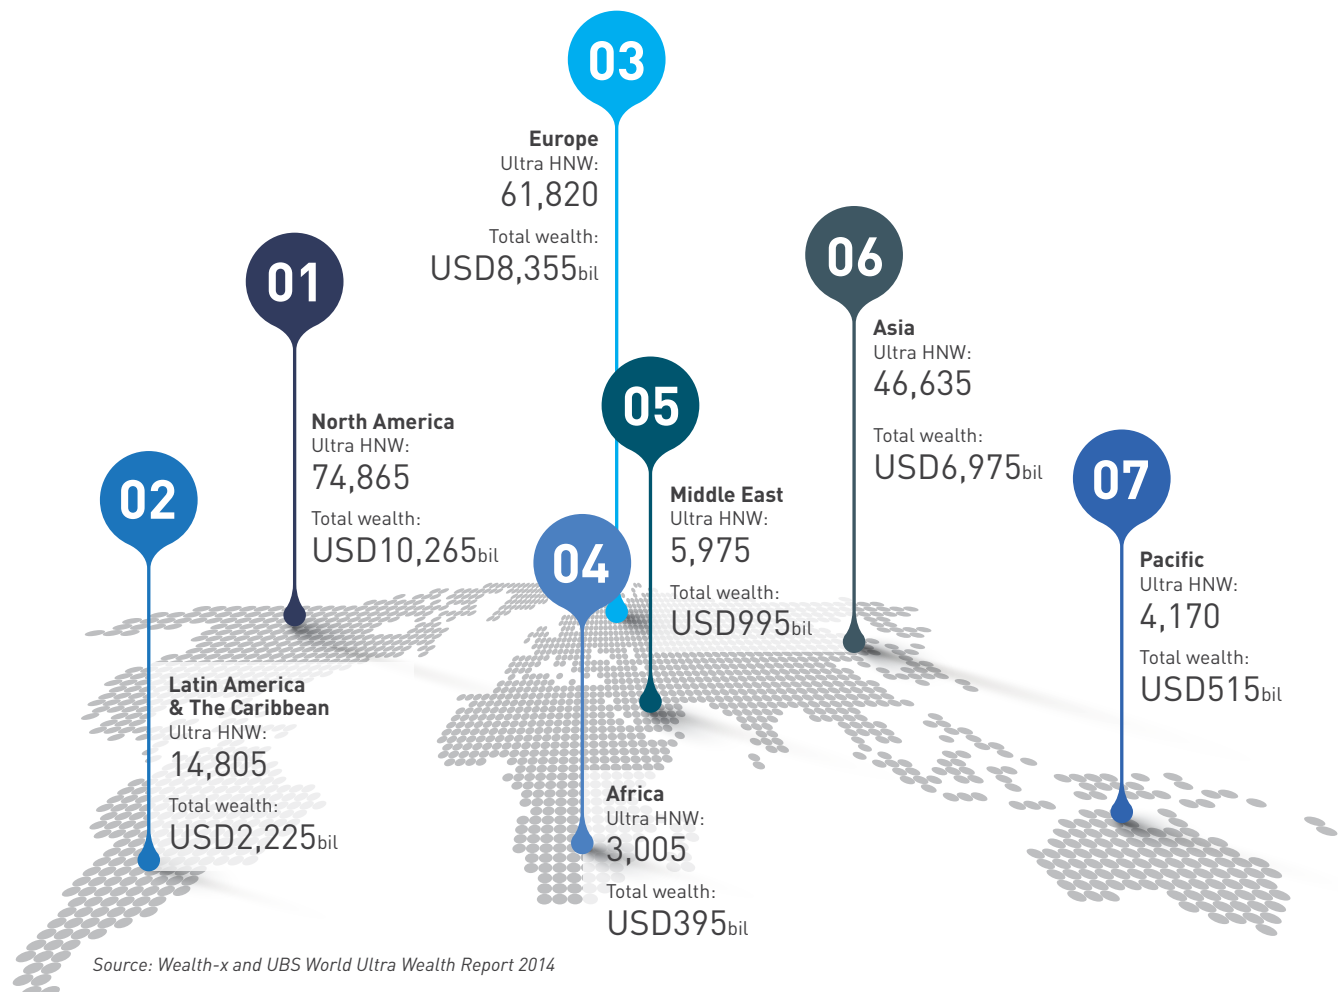 03
Europe
Ultra HNW:
61,820
Total wealth:
USD8,355bil
06
Asia
Ultra HNW:
46,635
Total wealth:
USD6,975bil
01
North America
Ultra HNW:
74,865
Total wealth:
USD10,265bil
05
Middle East
Ultra HNW:
5,975
Total wealth:
USD995bil
07
Pacific
Ultra HNW:
4,170
Total wealth:
USD515bil
02
Latin America
& The Caribbean
Ultra HNW:
14,805
Total wealth:
USD2,225bil
04
Africa
Ultra HNW:
3,005
Total wealth:
USD395bil
Source: Wealth-x and UBS World Ultra Wealth Report 2014